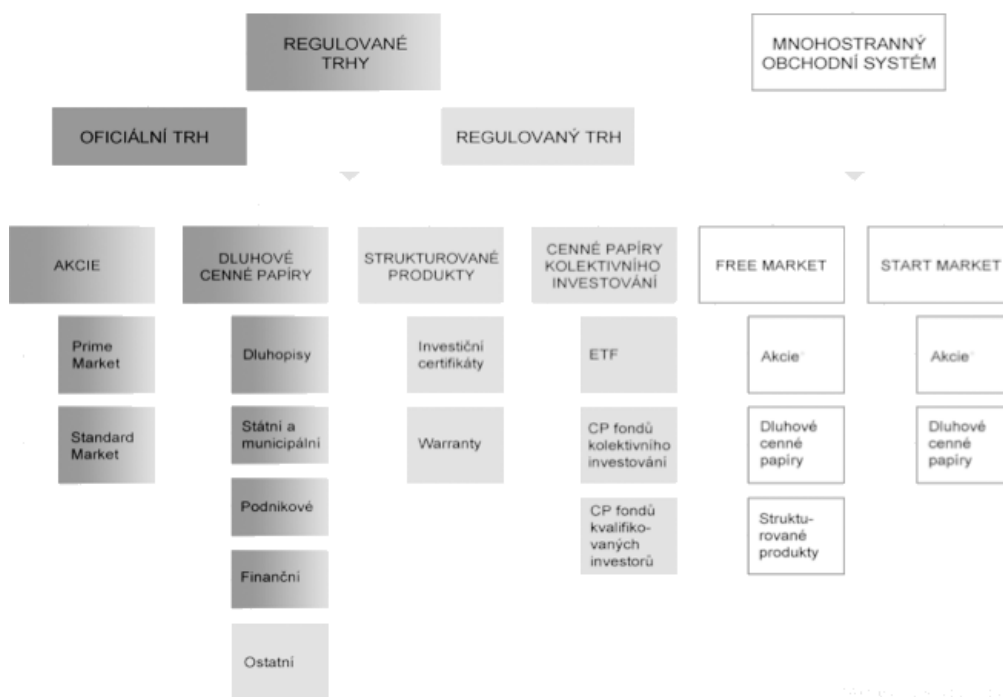 REGULOVANÉ
TRHY
MNOHOSTRANNÝ
OBCHODNÍ SYSTÉM
OFICIÁLNÍ TRH
REGULOVANÝ TRH
AKCIE
DLUHOVÉ
CENNÉ PAPÍRY
STRUKTUROVANÉ
PRODUKTY
CENNÉ PAPÍRY
KOLEKTIVNÍHO
INVESTOVÁNÍ
FREE MARKET
START MARKET
Prime
Market
Standard
Market
Dluhopisy
Státní a
municipální
Podnikové
Finanční
Ostatní
Investiční
certifikáty
Warranty
ETF
CP fondů
kolektivního
investování
CP fondů
kvalifiko-
vaných
investorů
Akcie
Dluhové
cenné
papíry
Struktu-
rované
produkty
Akcie
Dluhové
cenné
papíry